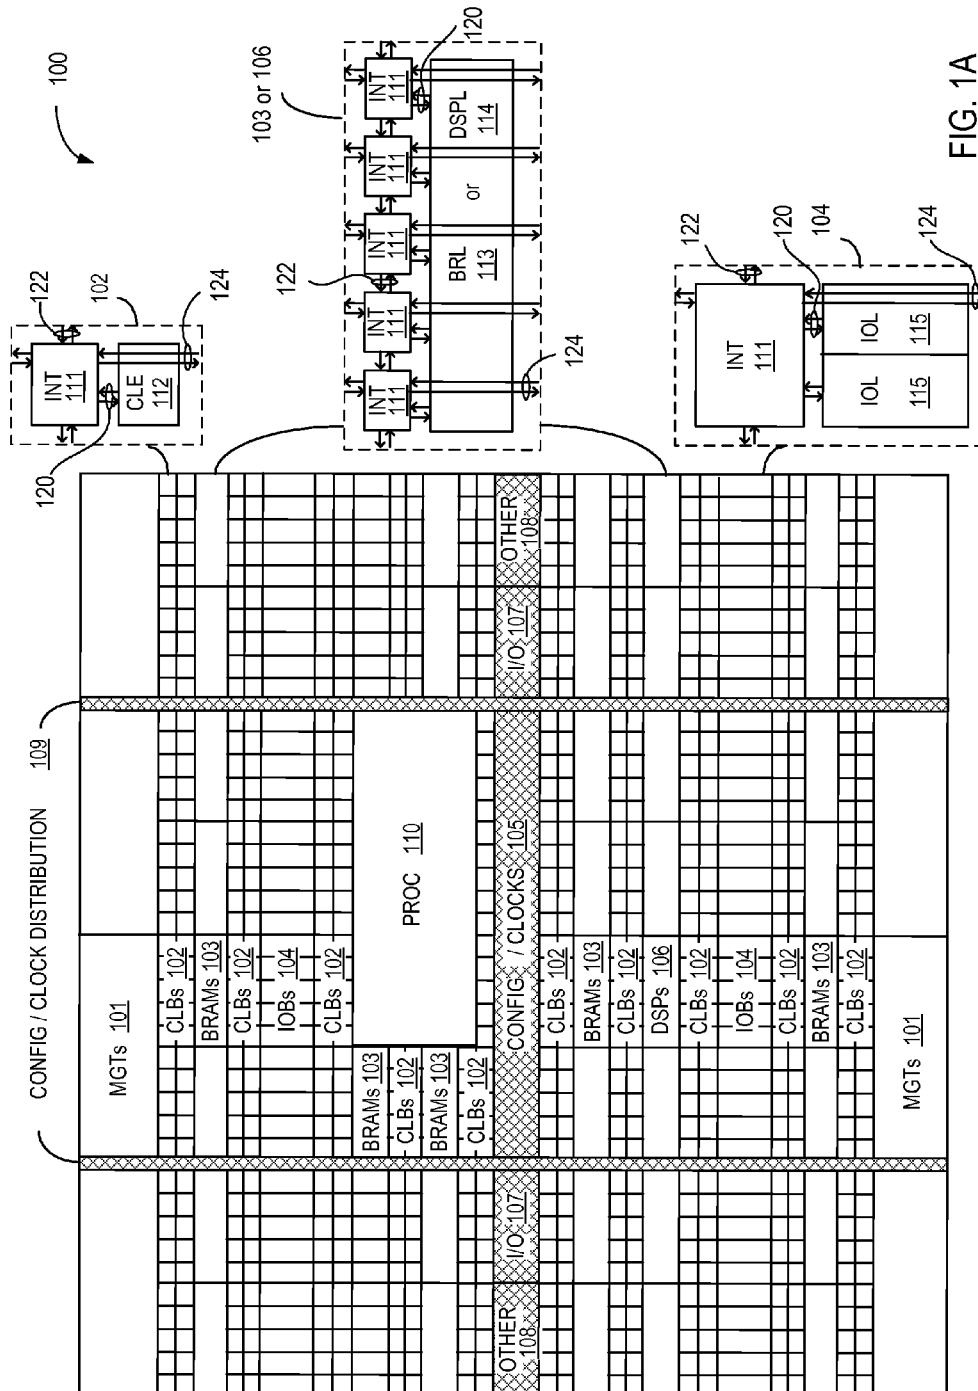 100
CONFIG / CLOCK DISTRIBUTION 109
MGTs 101
CLBs 102
BRAMs 103
CLBs 102
IOBs 104
CLBs 102
PROC 110
BRAMs 103
CLBs 102
BRAMs 103
CLBs 102
OTHER 108
I/O 107
CONFIG / CLOCKS 105
I/O 107
OTHER 108
CLBs 102
BRAMs 103
CLBs 102
DSPs 106
CLBs 102
IOBs 104
CLBs 102
BRAMs 103
CLBs 102
MGTs 101
122
102
INT 111
CLE 112
120
124
103 or 106
INT 111
INT 111
INT 111
INT 111
INT 111
122
120
BRL 113
or
DSPL 114
124
122
INT 111
120
104
IOL 115
IOL 115
124
FIG. 1A